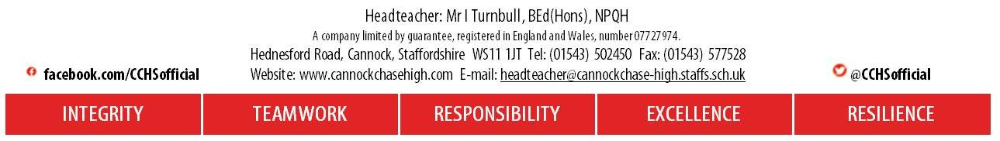 Headteacher: Mr I Turnbull, BEd(Hons), NPQH
A company limited by guarantee, registered in England and Wales, number 07727974.
Hednesford Road, Cannock, Staffordshire WS11 1JT Tel: (01543) 502450 Fax: (01543) 577528
facebook.com/CCHSofficial Website: www.cannockchasehigh.com E-mail: headteacher@cannockchase-high.staffs.sch.uk @CCHSofficial
INTEGRITY TEAMWORK RESPONSIBILITY EXCELLENCE RESILIENCE